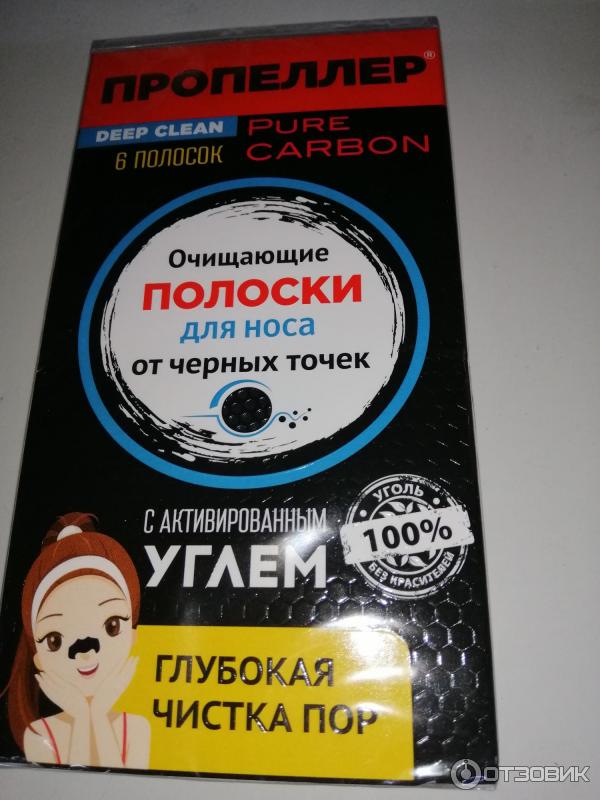 ПРОПЕЛЛЕР®
DEEP CLEAN
6 ПОЛОСОК
PURE
CARBON
Очищающие
ПОЛОСКИ
для носа
от черных точек
С АКТИВИРОВАННЫМ
УГЛЕМ
УГОЛЬ
100%
БЕЗ КРАСИТЕЛЕЙ
ГЛУБОКАЯ
ЧИСТКА ПОР
ОТЗОВИК